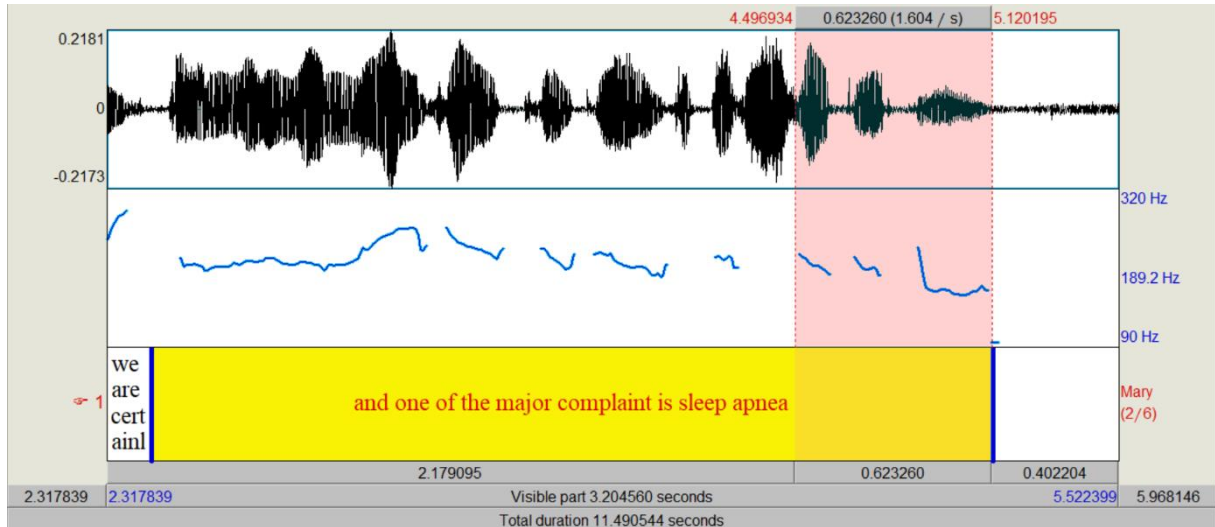 4.496934 0.623260 (1.604 / s) 5.120195
0.2181
0
-0.2173
320 Hz
189.2 Hz
90 Hz
we
are
cert
ainl
and one of the major complaint is sleep apnea
☞ 1
Mary
(2/6)
2.179095 0.623260 0.402204
2.317839 2.317839 Visible part 3.204560 seconds 5.522399 5.968146
Total duration 11.490544 seconds